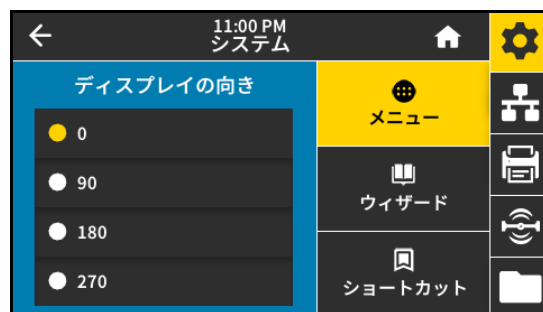 11:00 PM
システム
ディスプレイの向き
0
90
180
270
メニュー
ウィザード
ショートカット